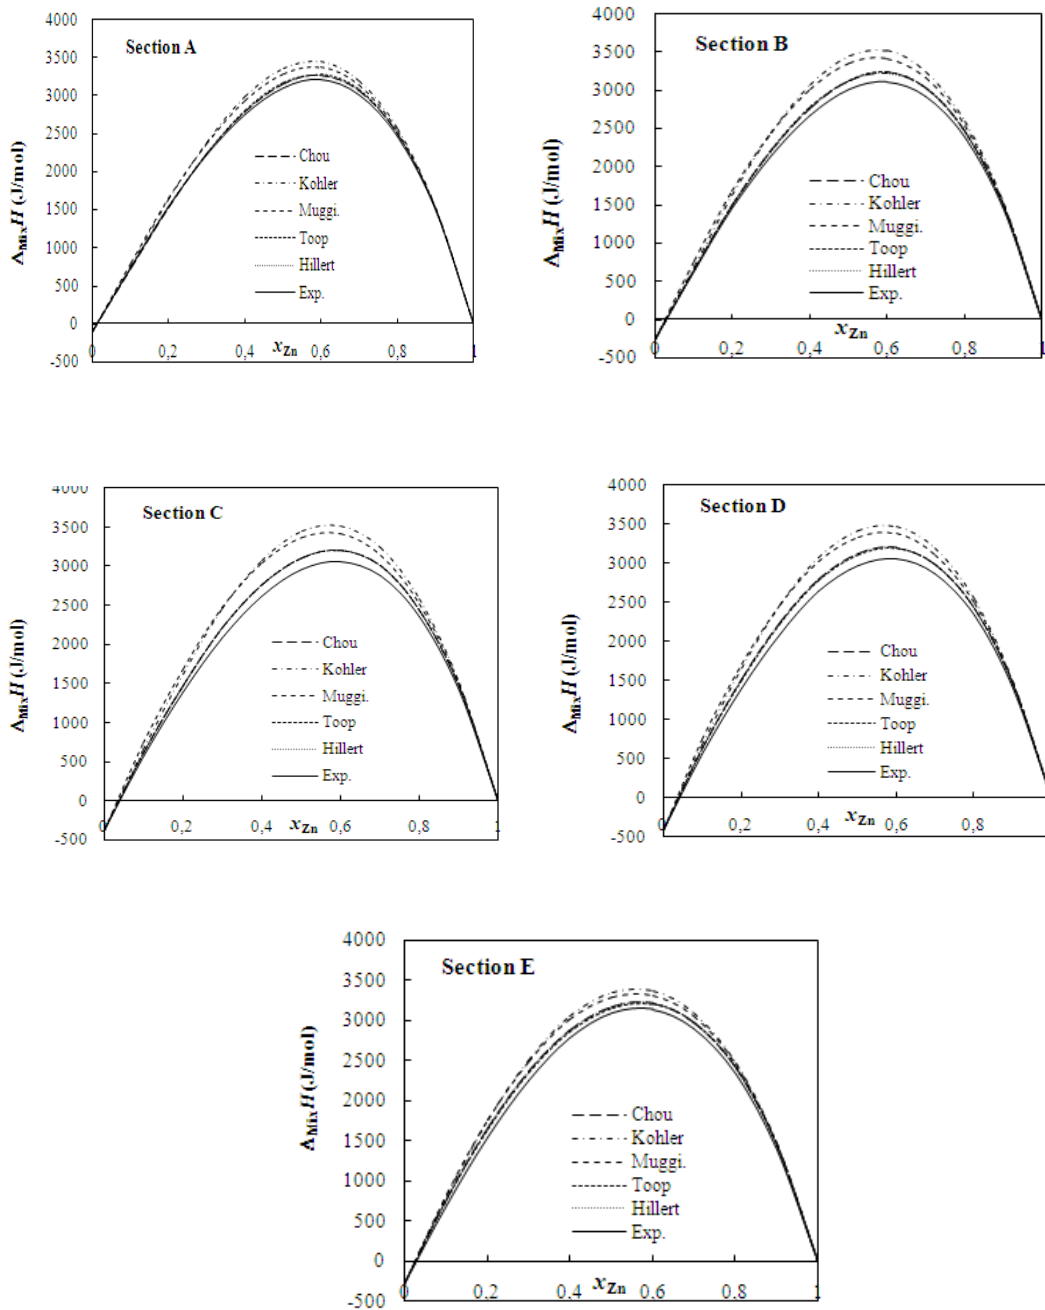 Section A
4000
3500
3000
2500
2000
1500
1000
500
0
-500
ΔMixH (J/mol)
Chou
Kohler
Muggi.
Toop
Hillert
Exp.
0 0,2 0,4 0,6 0,8 1
xZn
Section B
4000
3500
3000
2500
2000
1500
1000
500
0
-500
ΔMixH (J/mol)
Chou
Kohler
Muggi.
Toop
Hillert
Exp.
0 0,2 0,4 0,6 0,8 1
xZn
Section C
4000
3500
3000
2500
2000
1500
1000
500
0
-500
ΔMixH (J/mol)
Chou
Kohler
Muggi.
Toop
Hillert
Exp.
0 0,2 0,4 0,6 0,8 1
xZn
Section D
4000
3500
3000
2500
2000
1500
1000
500
0
-500
ΔMixH (J/mol)
Chou
Kohler
Muggi.
Toop
Hillert
Exp.
0 0,2 0,4 0,6 0,8
xZn
Section E
4000
3500
3000
2500
2000
1500
1000
500
0
-500
ΔMixH (J/mol)
Chou
Kohler
Muggi.
Toop
Hillert
Exp.
0 0,2 0,4 0,6 0,8 1
xZn